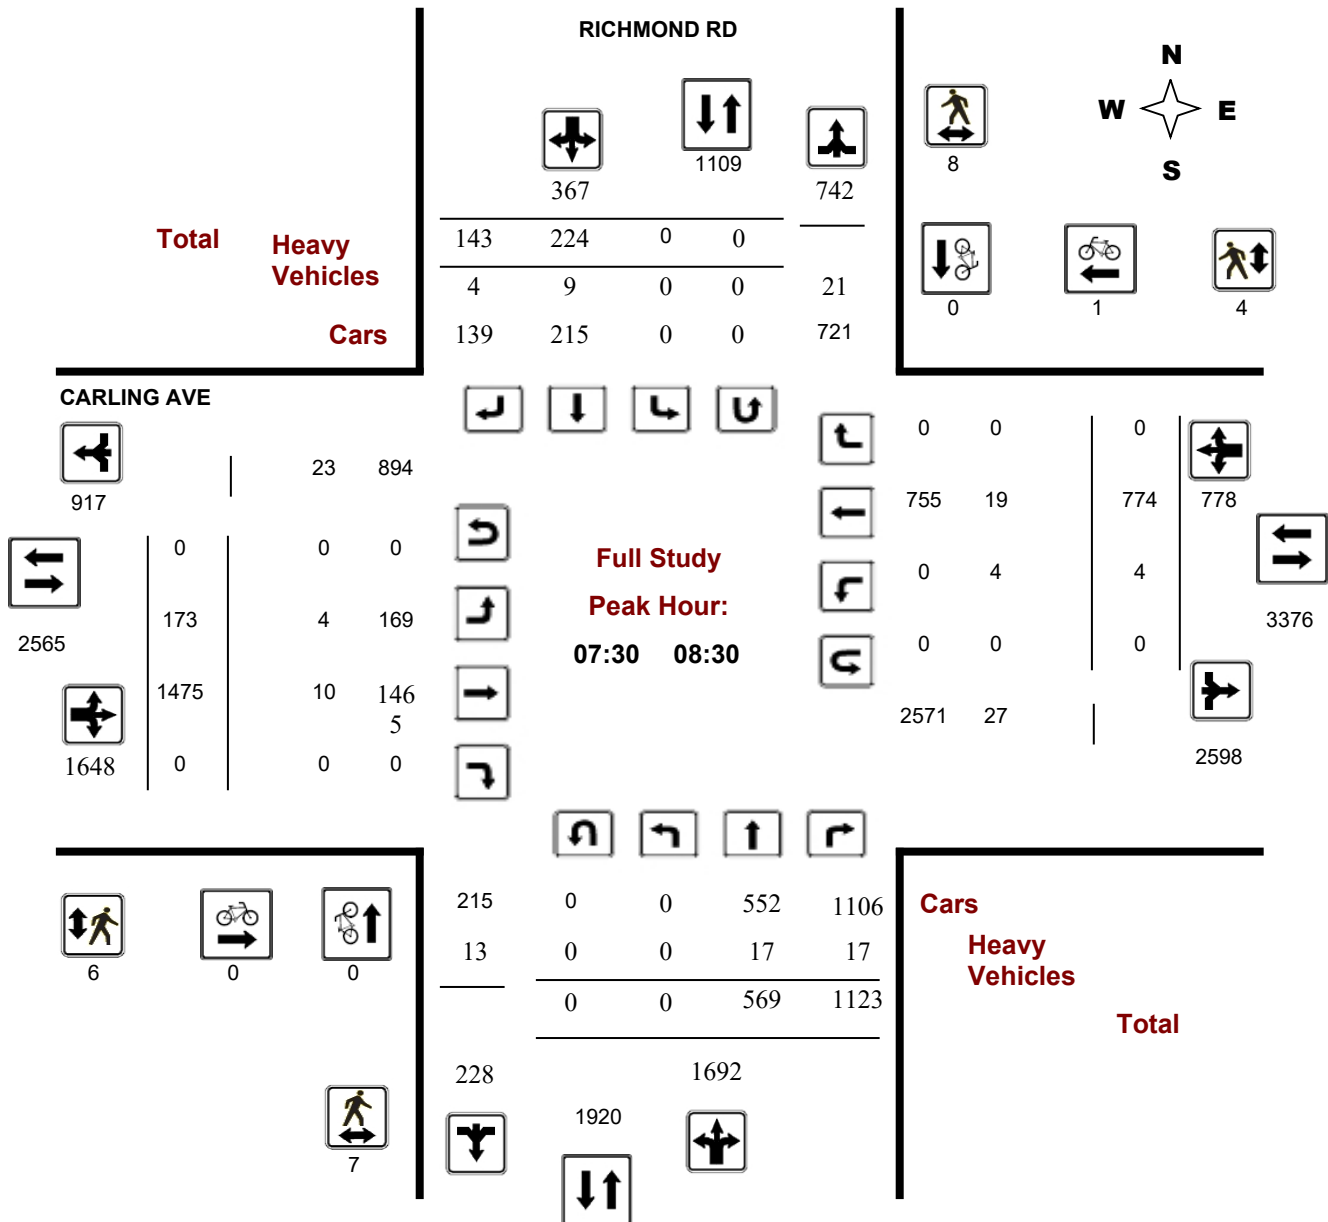 RICHMOND RD
N
W E
S
367
1109
742
8
Total
Heavy
Vehicles
Cars
143 224 0 0
4 9 0 0 21
139 215 0 0 721
0
1
4
CARLING AVE
917
23 894
0 0 0
2565
173 4 169
1475 10 146
5
1648
0 0 0
Full Study
Peak Hour:
07:30 08:30
0 0 0
755 19 774 778
0 4 4
3376
0 0 0
2571 27
2598
6
0
0
7
215 0 0 552 1106
13 0 0 17 17
0 0 569 1123
228
1692
1920
Cars
Heavy
Vehicles
Total